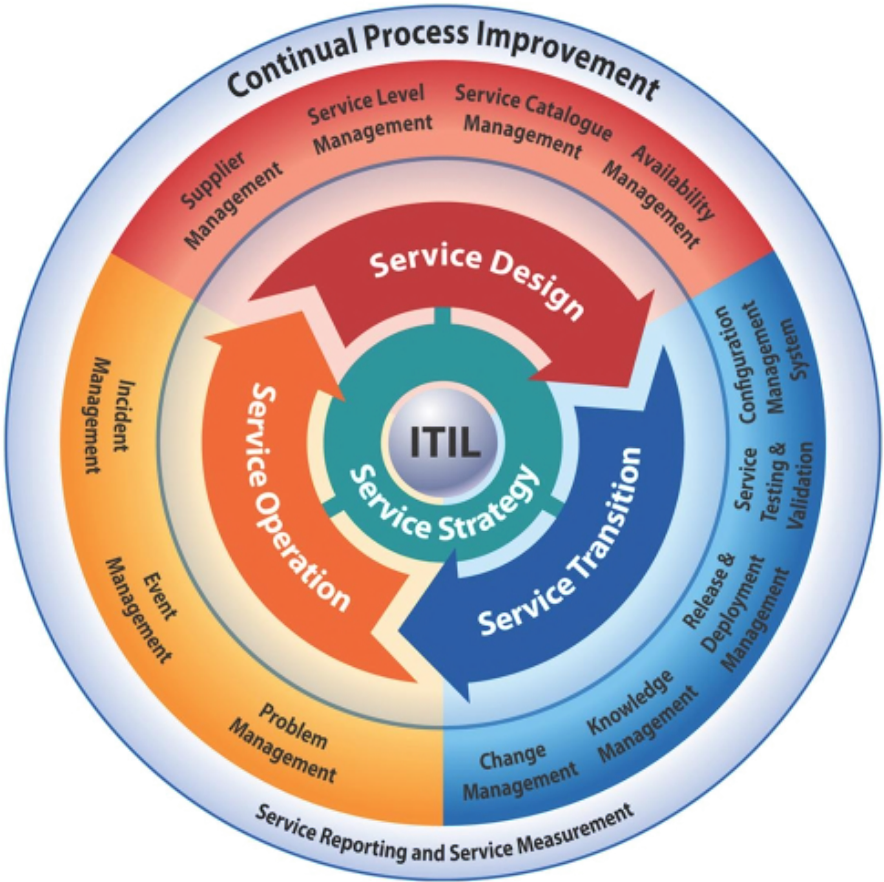 Continual Process Improvement
Supplier
Management
Service Level
Management
Service Catalogue
Management
Availability
Management
Configuration
Management
System
Service
Testing &
Validation
Release &
Deployment
Management
Knowledge
Management
Change
Management
Problem
Management
Event
Management
Incident
Management
Service Design
Service Transition
Service Operation
Service Strategy
ITIL
Service Reporting and Service Measurement